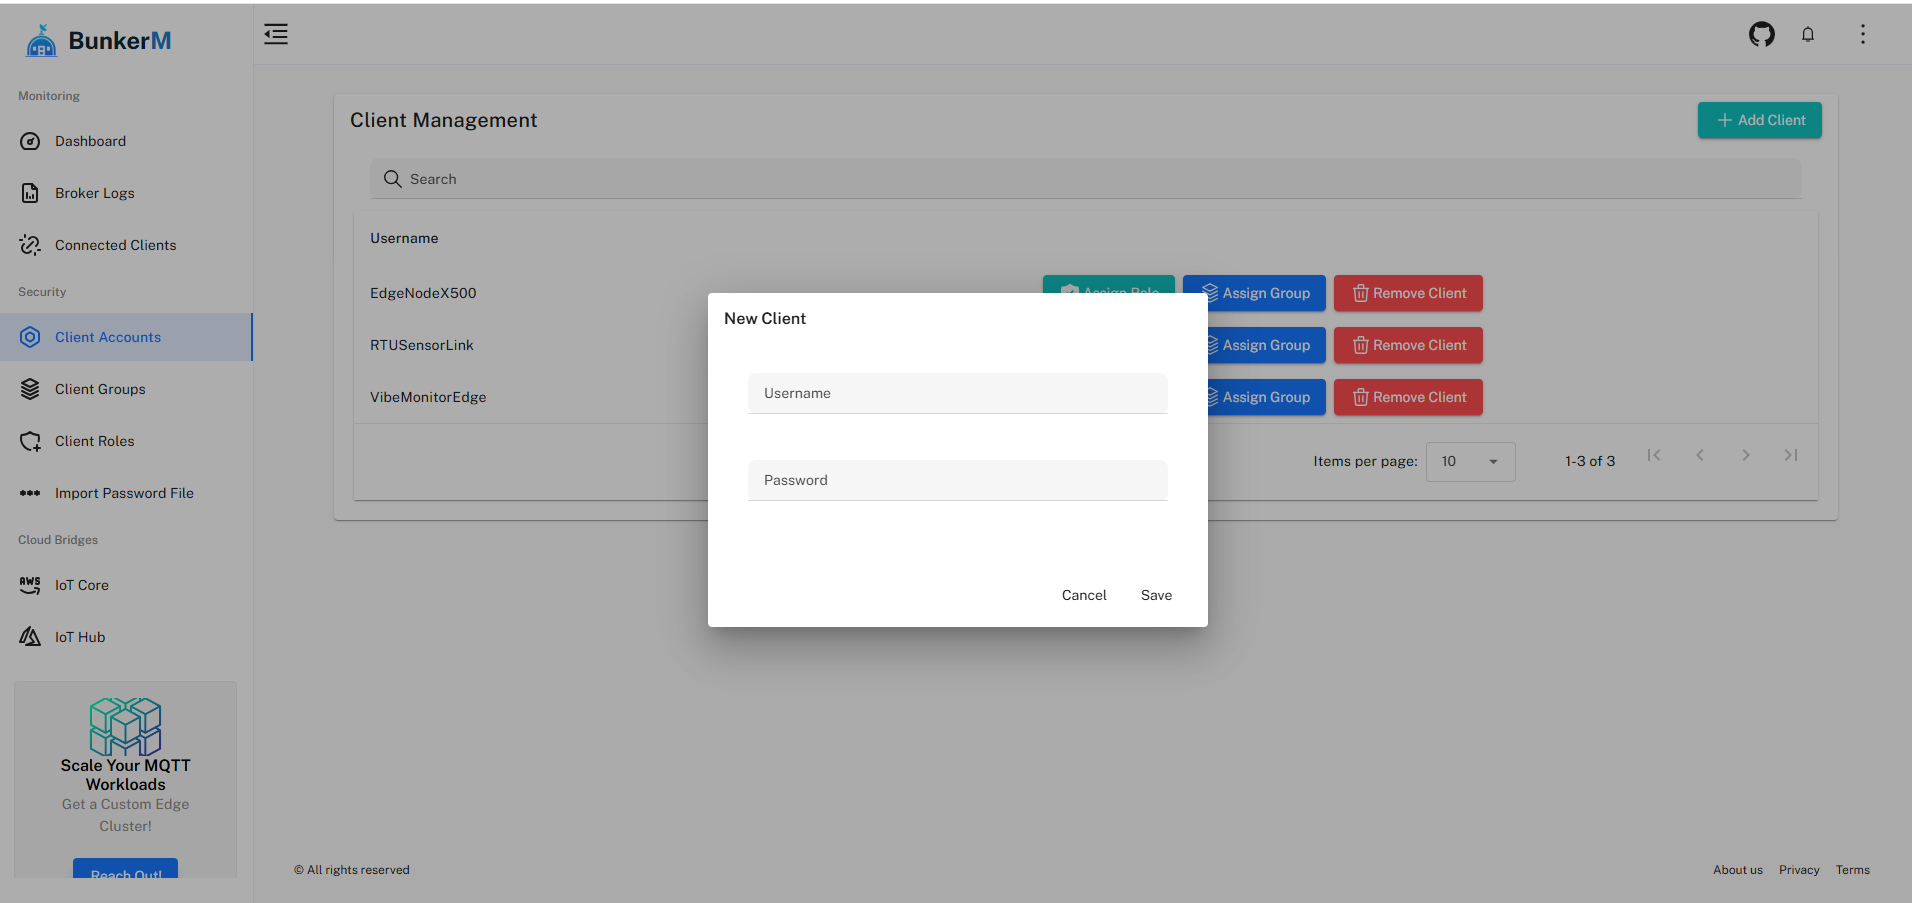 BunkerM
Monitoring
Dashboard
Broker Logs
Connected Clients
Security
Client Accounts
Client Groups
Client Roles
Import Password File
Cloud Bridges
AWS IoT Core
IoT Hub
Scale Your MQTT
Workloads
Get a Custom Edge
Cluster!
Reach Out!
Client Management
Add Client
Search
Username
EdgeNodeX500 Assign Role Assign Group Remove Client
RTUSensorLink Assign Group Remove Client
VibeMonitorEdge Assign Group Remove Client
Items per page: 10 1-3 of 3
New Client
Username
Password
Cancel Save
© All rights reserved About us Privacy Terms